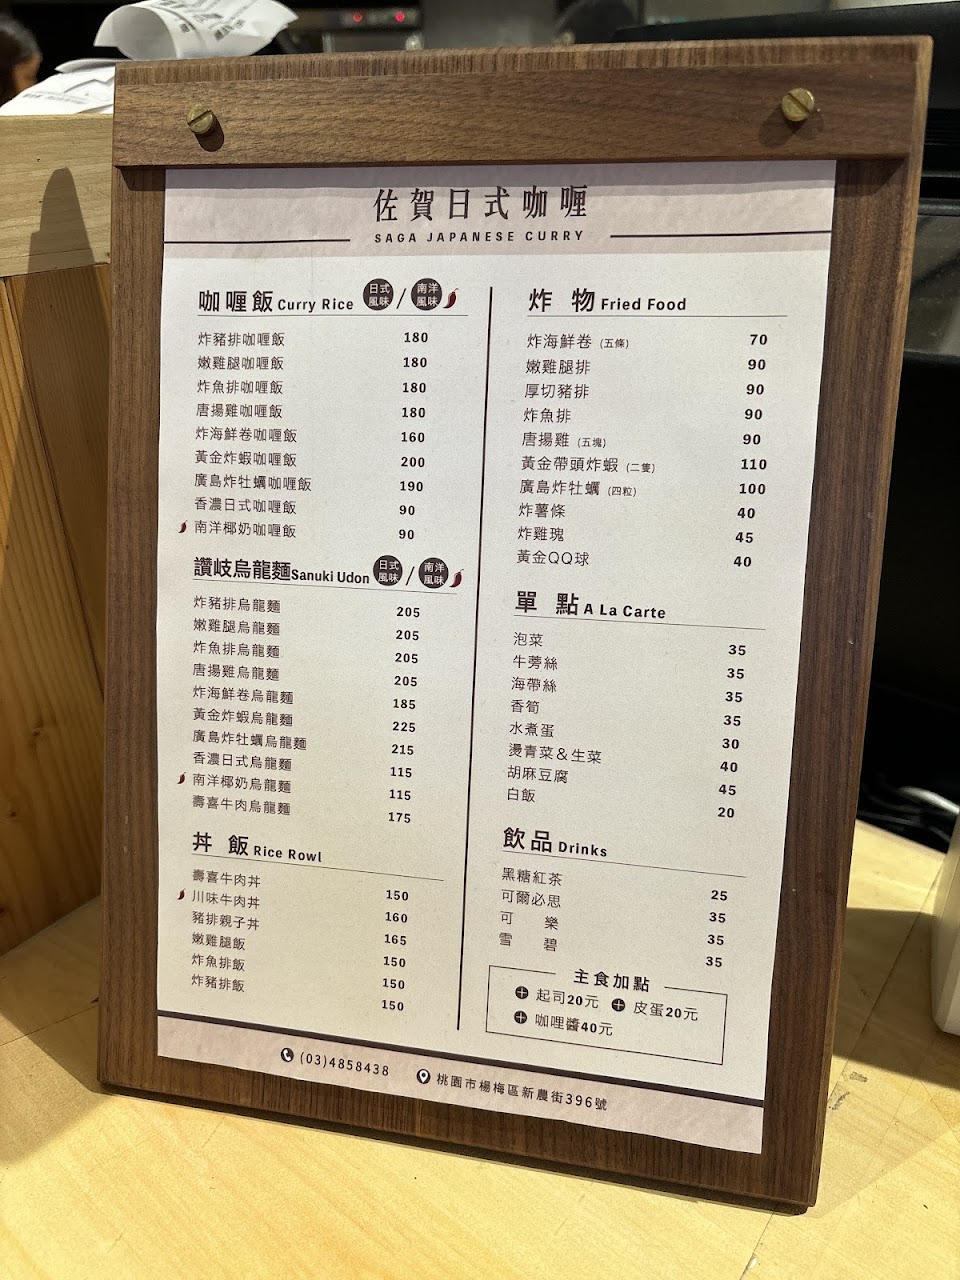 佐賀日式咖喱
SAGA JAPANESE CURRY
咖喱飯 Curry Rice 日式風味 / 南洋風味
炸豬排咖喱飯 180
嫩雞腿咖喱飯 180
炸魚排咖喱飯 180
唐揚雞咖喱飯 180
炸海鮮卷咖喱飯 160
黃金炸蝦咖喱飯 200
廣島炸牡蠣咖喱飯 190
香濃日式咖喱飯 90
南洋椰奶咖喱飯 90
讚岐烏龍麵 Sanuki Udon 日式風味 / 南洋風味
炸豬排烏龍麵 205
嫩雞腿烏龍麵 205
炸魚排烏龍麵 205
唐揚雞烏龍麵 205
炸海鮮卷烏龍麵 185
黃金炸蝦烏龍麵 225
廣島炸牡蠣烏龍麵 215
香濃日式烏龍麵 115
南洋椰奶烏龍麵 115
壽喜牛肉烏龍麵 175
丼 飯 Rice Rowl
壽喜牛肉丼 150
川味牛肉丼 160
豬排親子丼 165
嫩雞腿飯 150
炸魚排飯 150
炸豬排飯 150
炸 物 Fried Food
炸海鮮卷 (五條) 70
嫩雞腿排 90
厚切豬排 90
炸魚排 90
唐揚雞 (五塊) 90
黃金帶頭炸蝦 (二隻) 110
廣島炸牡蠣 (四粒) 100
炸薯條 40
炸雞瑰 45
黃金QQ球 40
單 點 A La Carte
泡菜 35
牛蒡絲 35
海帶絲 35
香筍 35
水煮蛋 30
燙青菜＆生菜 40
胡麻豆腐 45
白飯 20
飲品 Drinks
黑糖紅茶 25
可爾必思 35
可 樂 35
雪 碧 35
主食加點
起司20元 皮蛋20元
咖哩醬40元
(03)4858438 桃園市楊梅區新農街396號